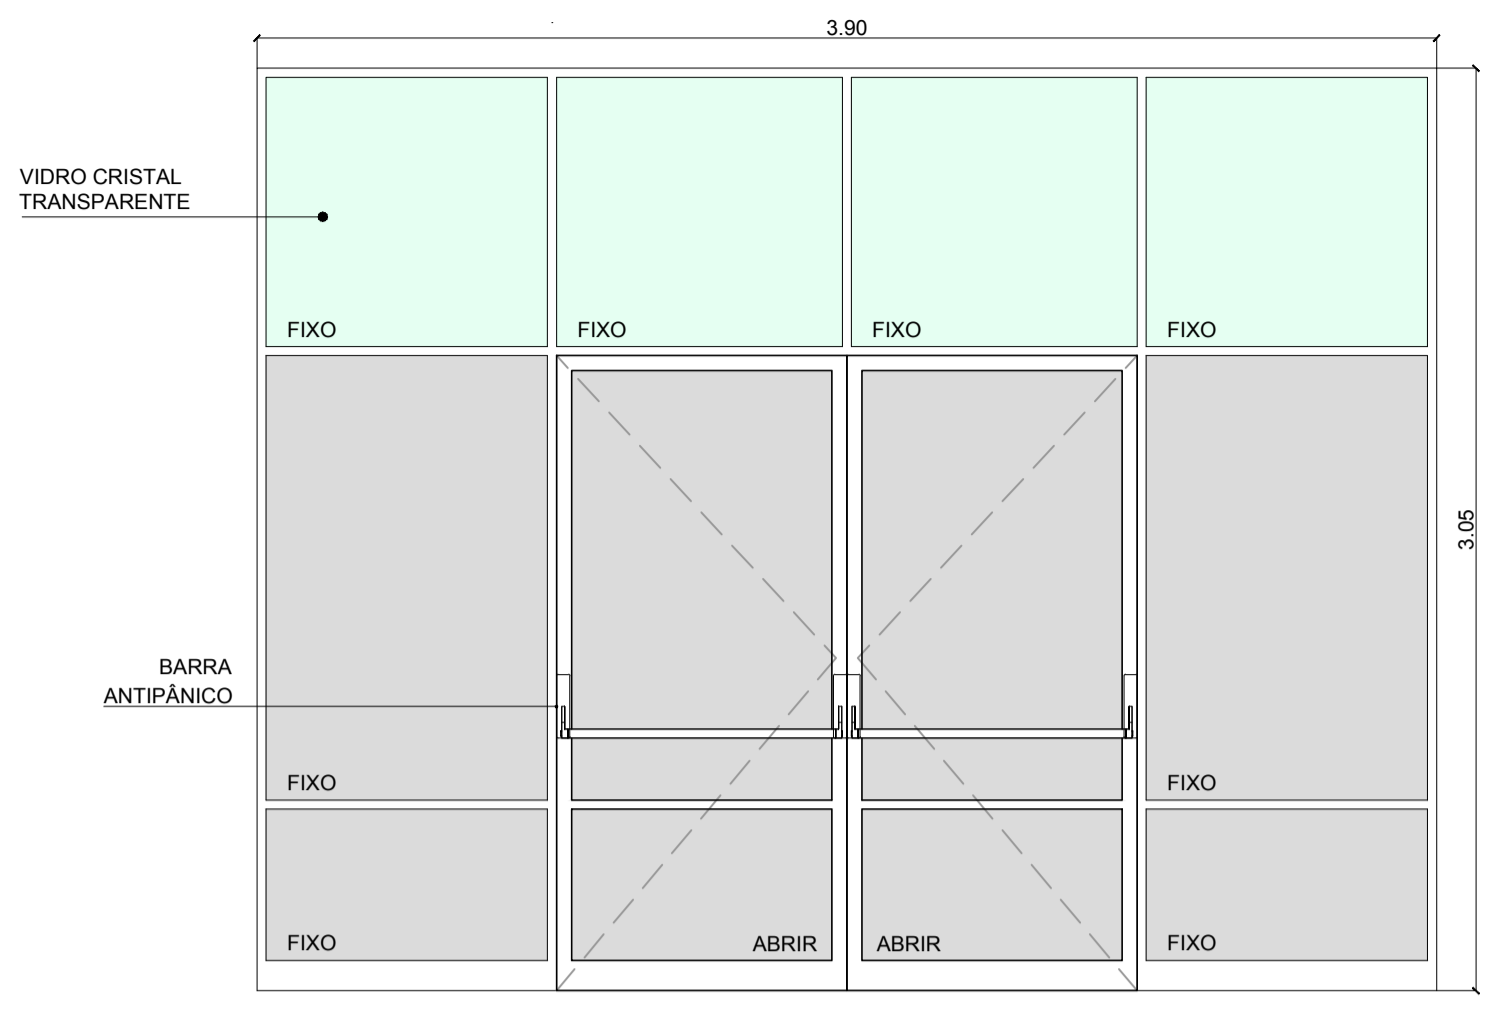 3.90
VIDRO CRISTAL
TRANSPARENTE
FIXO
FIXO
FIXO
FIXO
3.05
BARRA
ANTIPÂNICO
FIXO
FIXO
FIXO
ABRIR
ABRIR
FIXO